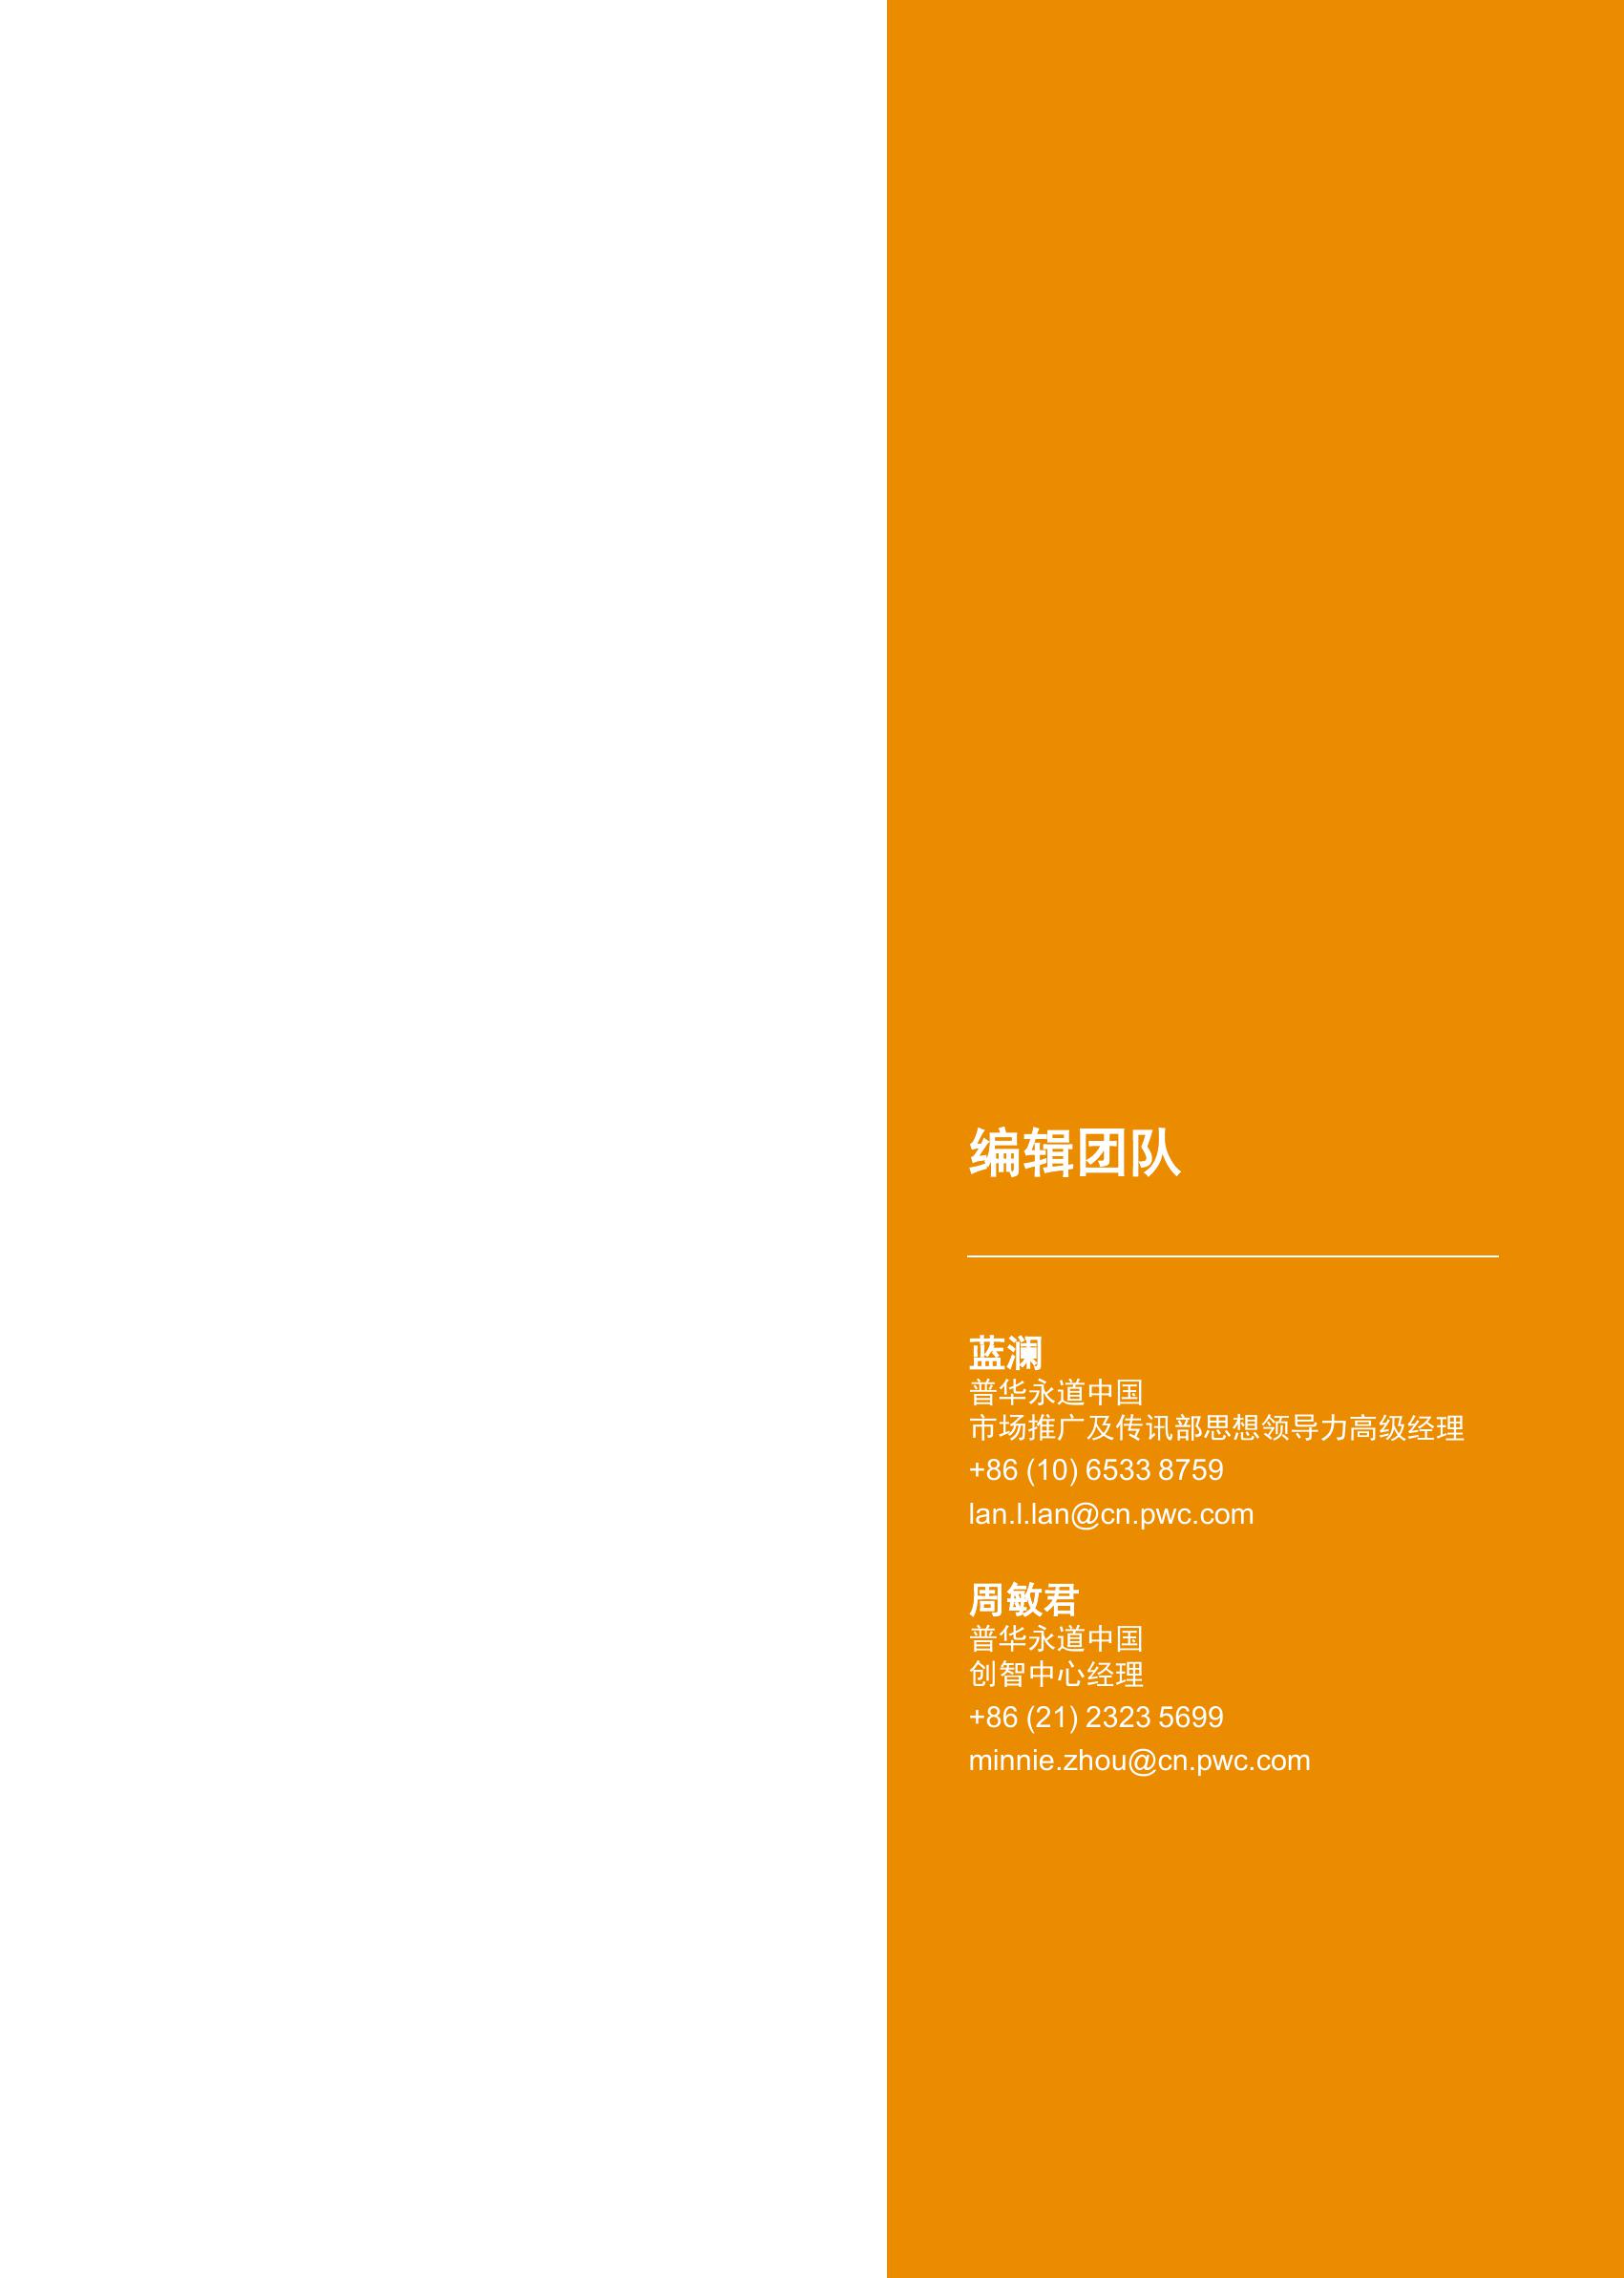 编辑团队
蓝澜
普华永道中国
市场推广及传讯部思想领导力高级经理
+86 (10) 6533 8759
lan.l.lan@cn.pwc.com
周敏君
普华永道中国
创智中心经理
+86 (21) 2323 5699
minnie.zhou@cn.pwc.com